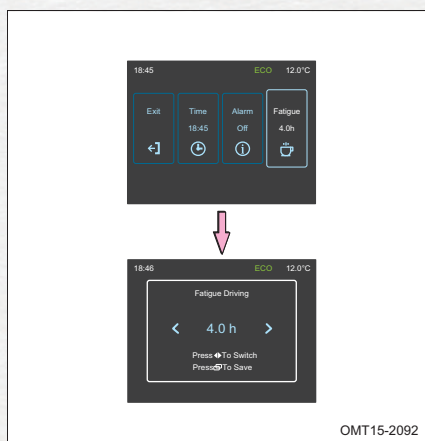 18:45 ECO 12.0°C
Exit Time Alarm Fatigue
18:45 Off 4.0h
18:46 ECO 12.0°C
Fatigue Driving
4.0 h
Press To Switch
Press To Save
OMT15-2092